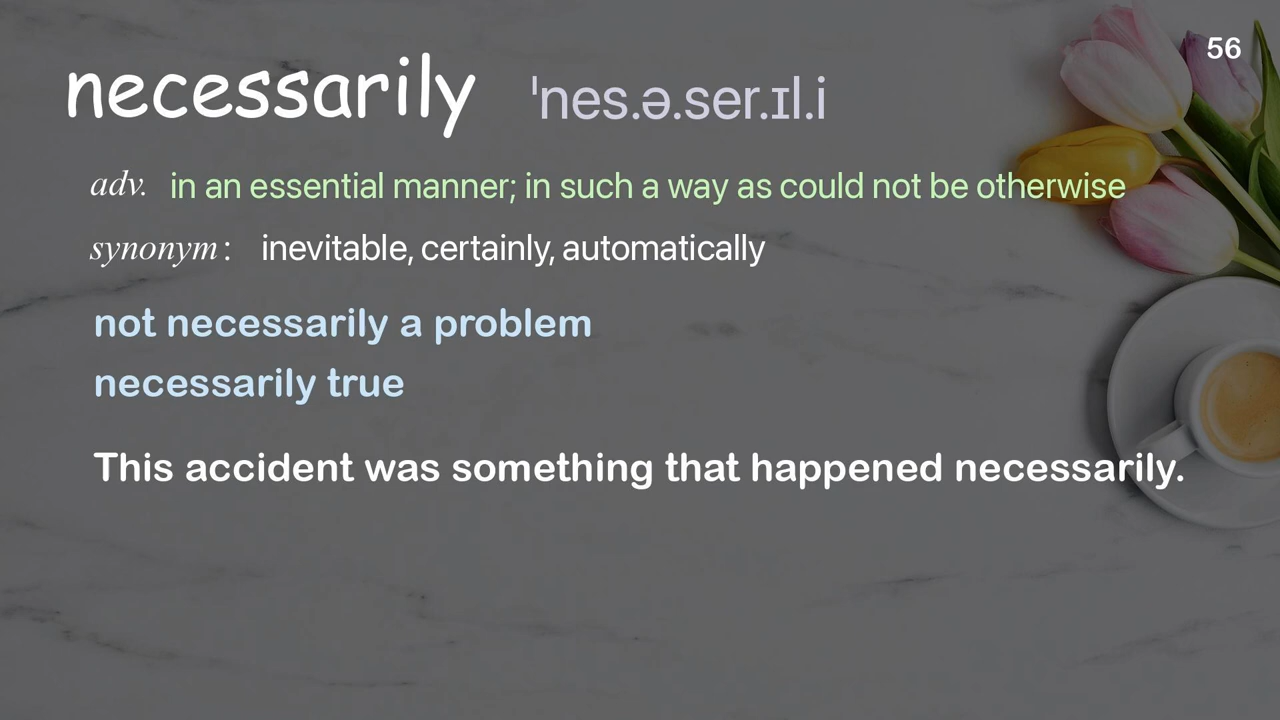 56
necessarily ˈnes.ə.ser.ɪl.i
adv. in an essential manner; in such a way as could not be otherwise
synonym: inevitable, certainly, automatically
not necessarily a problem
necessarily true
This accident was something that happened necessarily.